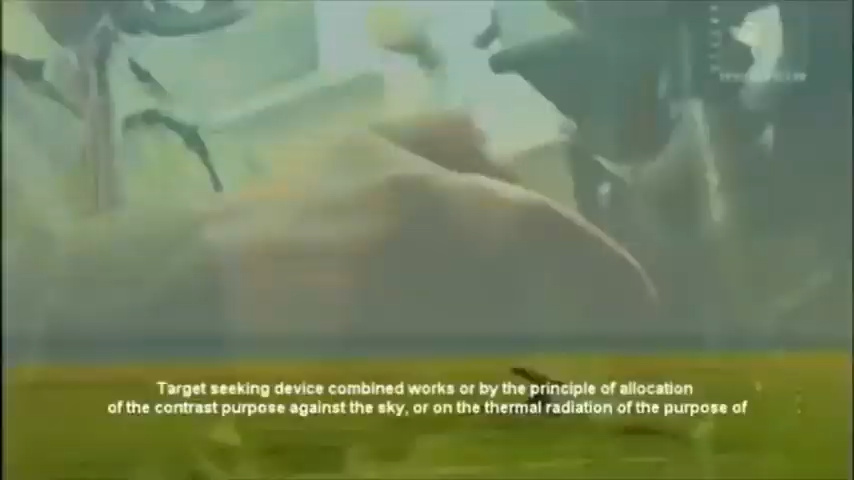 Target seeking device combined works or by the principle of allocation
of the contrast purpose against the sky, or on the thermal radiation of the purpose of